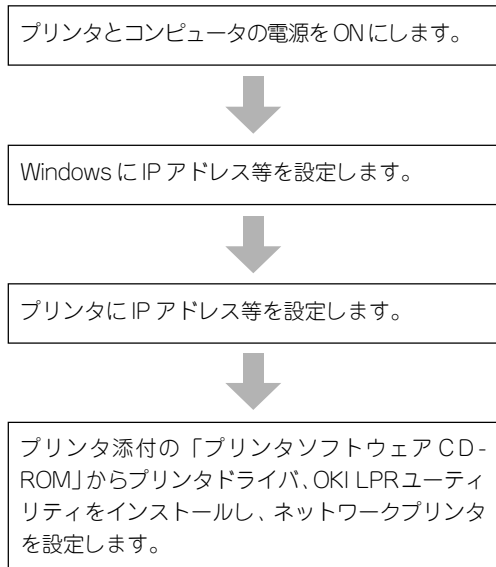 プリンタとコンピュータの電源をONにします。
WindowsにIPアドレス等を設定します。
プリンタにIPアドレス等を設定します。
プリンタ添付の「プリンタソフトウェアCD-
ROM」からプリンタドライバ、OKI LPRユーティ
リティをインストールし、ネットワークプリンタ
を設定します。